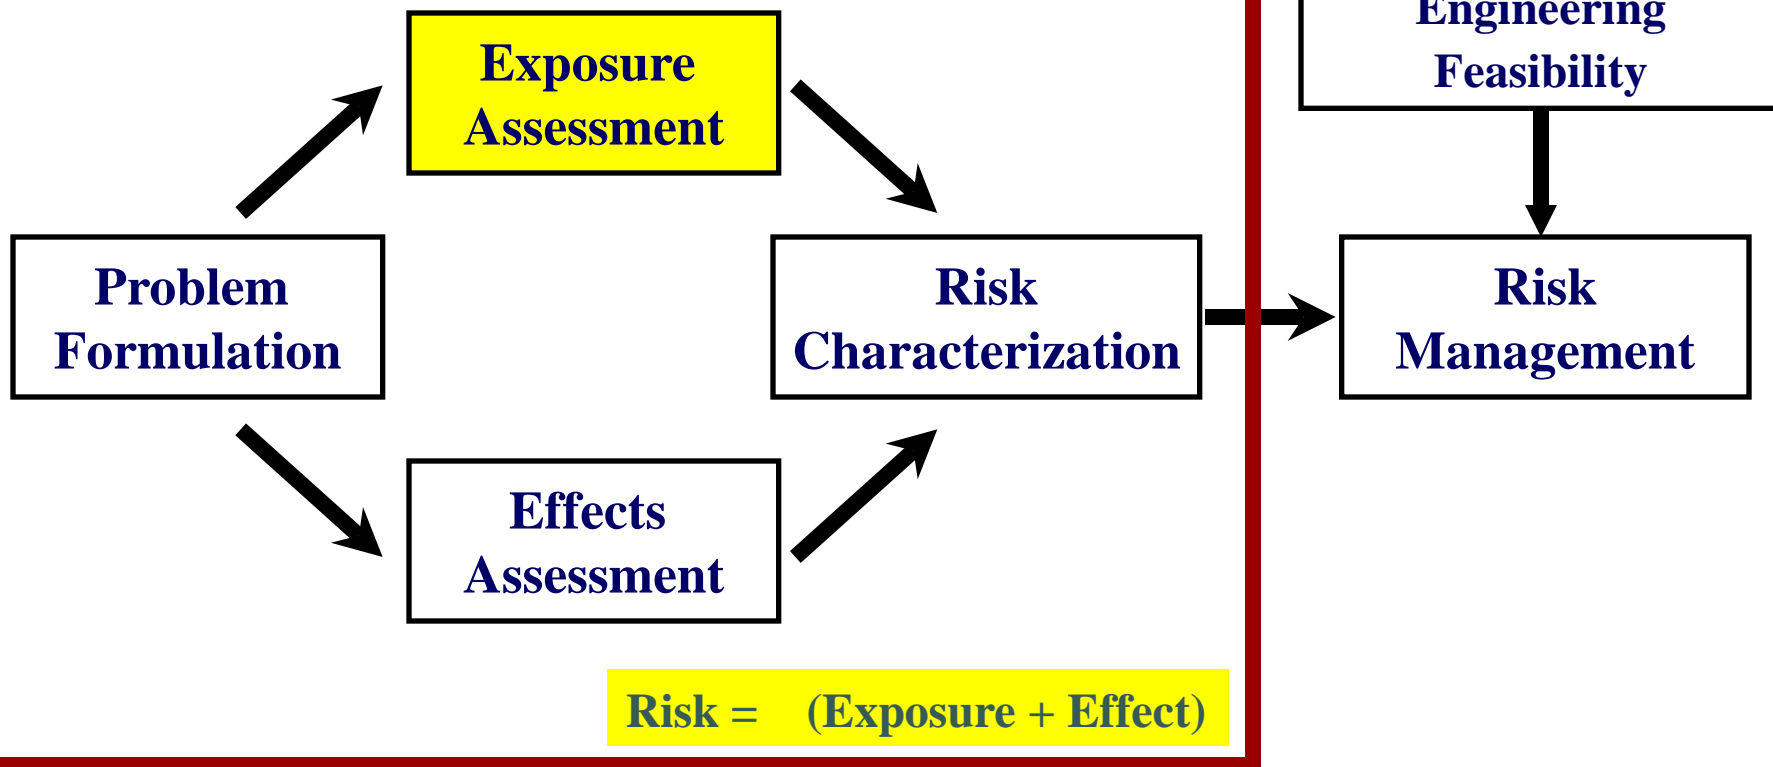 Exposure
Assessment
Engineering
Feasibility
Problem
Formulation
Risk
Characterization
Risk
Management
Effects
Assessment
Risk = (Exposure + Effect)